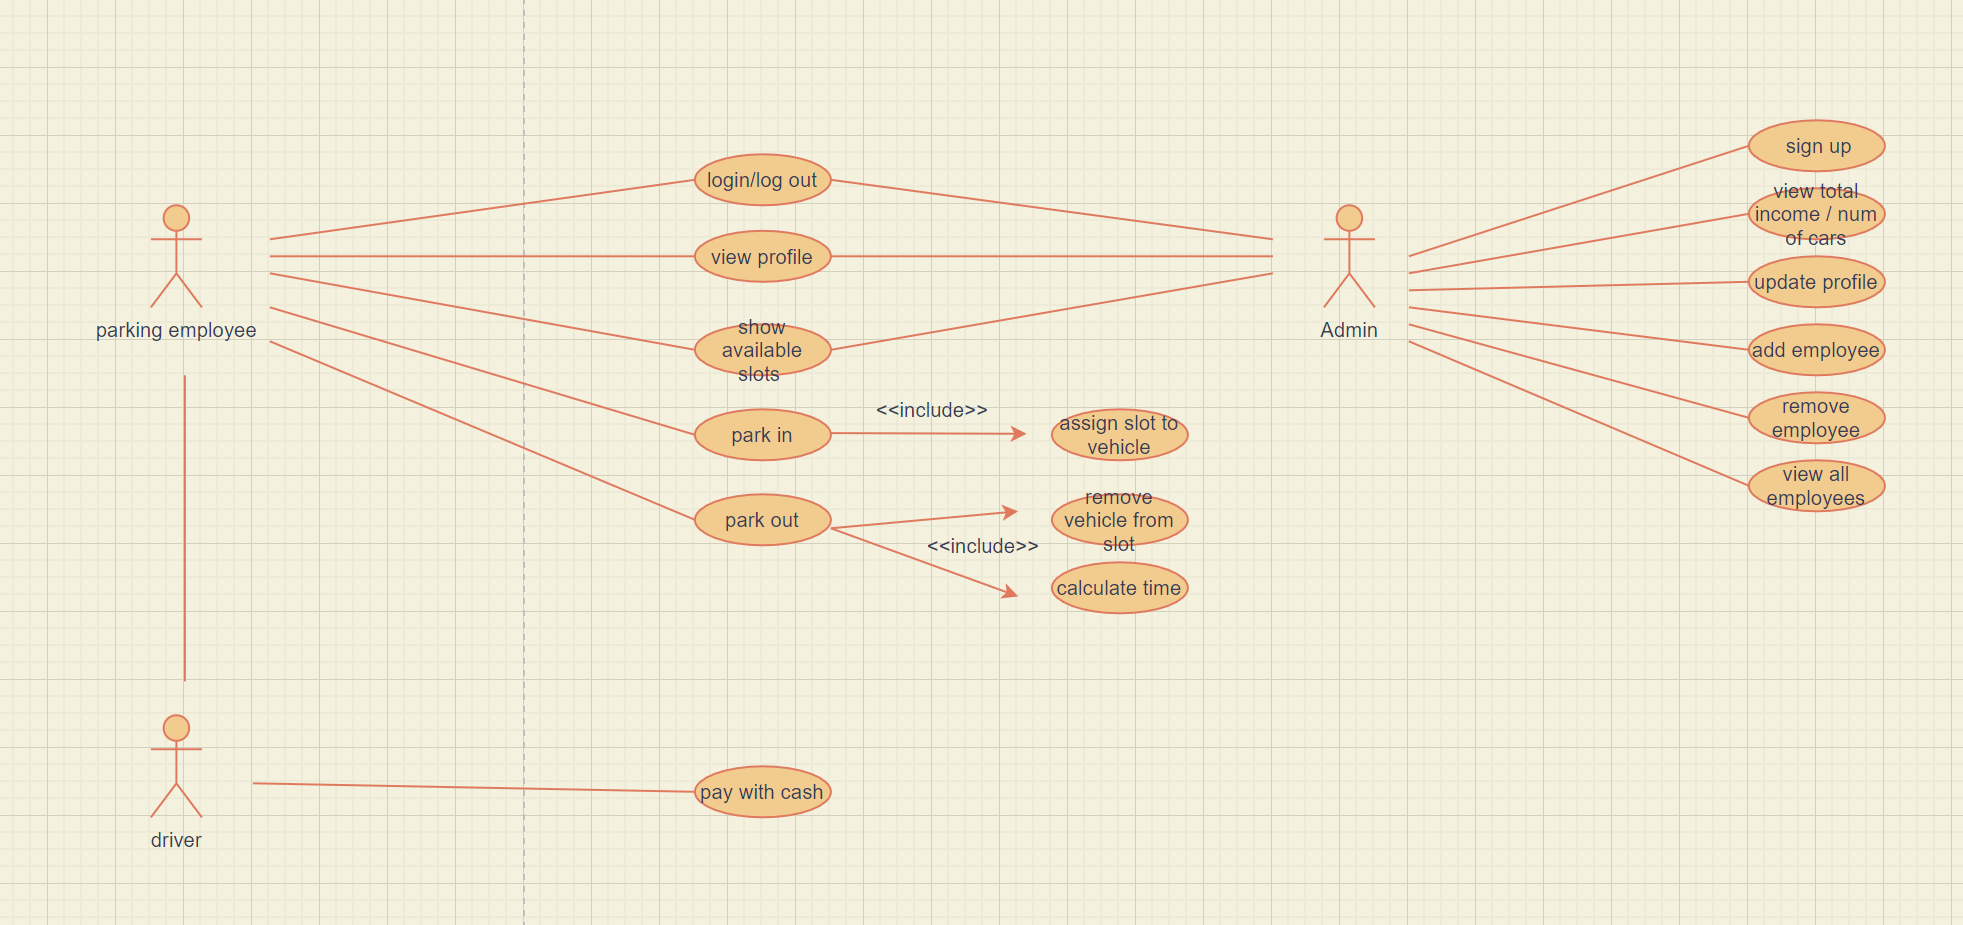 parking employee
driver
login/log out
view profile
show
available
slots
park in
park out
pay with cash
<<include>>
<<include>>
assign slot to
vehicle
remove
vehicle from
slot
calculate time
Admin
sign up
view total
income / num
of cars
update profile
add employee
remove
employee
view all
employees